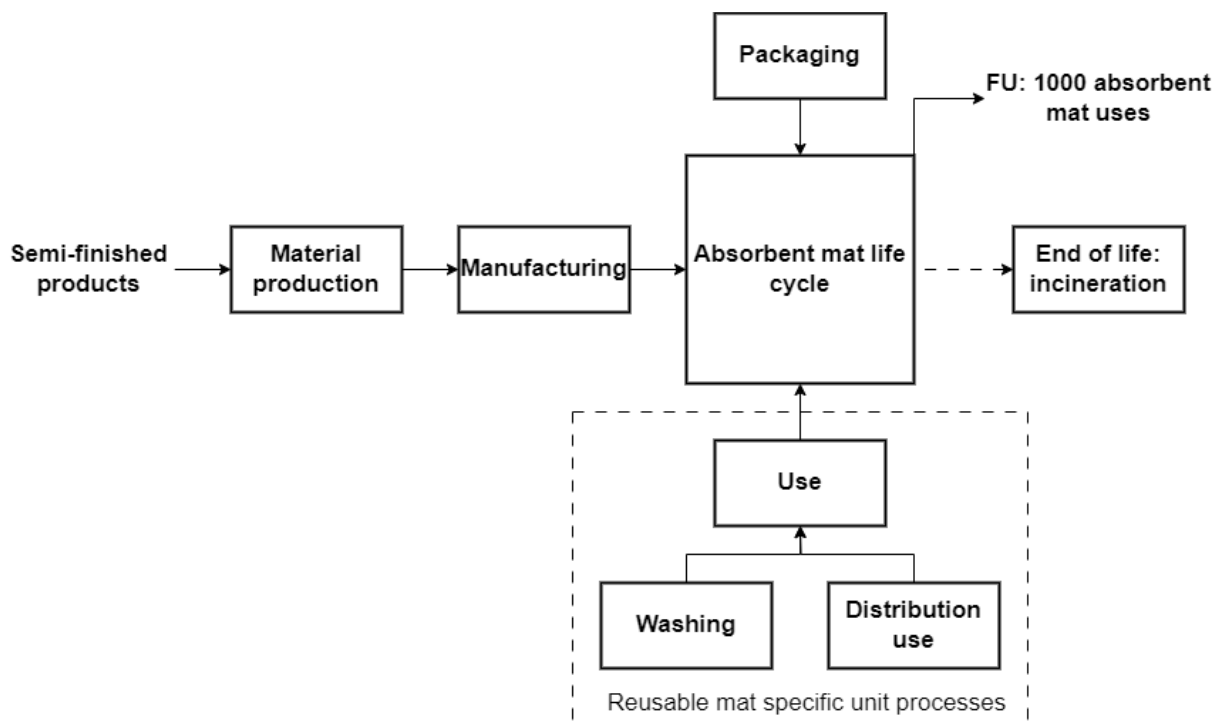 Packaging
FU: 1000 absorbent
mat uses
Semi-finished
products
Material
production
Manufacturing
Absorbent mat life
cycle
End of life:
incineration
Use
Washing
Distribution
use
Reusable mat specific unit processes